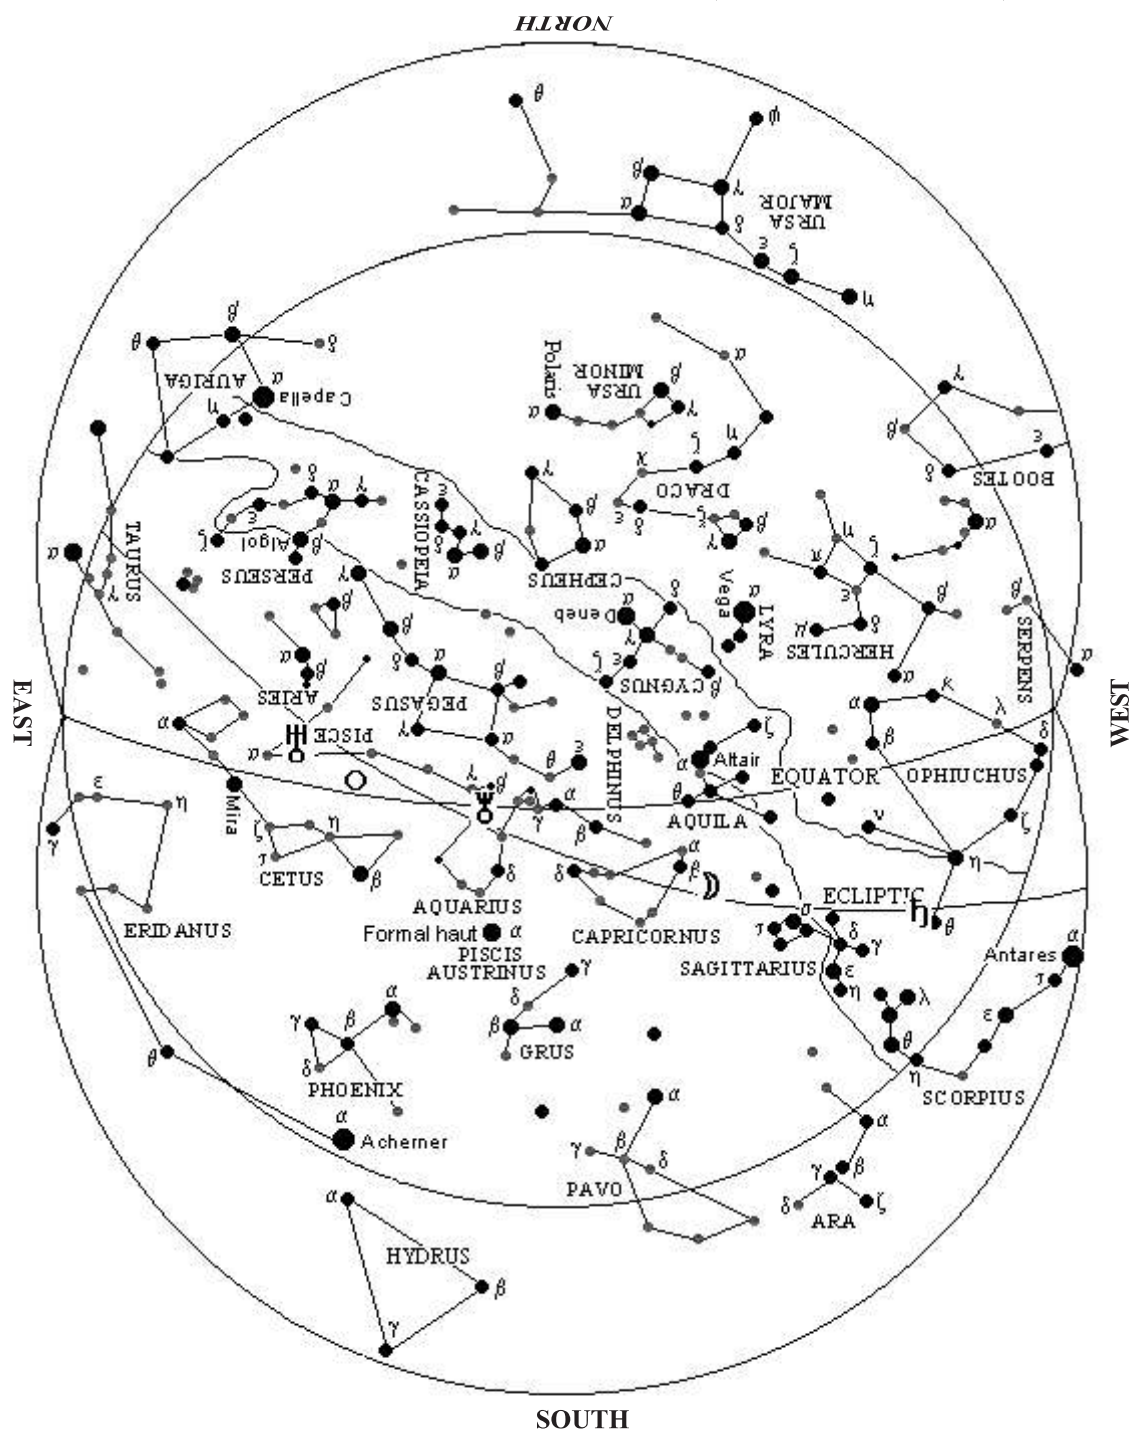 NORTH
θ
φ
β
γ
α
URSA
MAJOR
δ
ε
ζ
η
θ
β
δ
α
AURIGA
Capella
η
Polaris
α
URSA
MINOR
β
γ
α
γ
β
ε
δ
BOOTES
η
ζ
χ
DRACO
ε
δ
ξ
β
γ
δ
α
γ
ε
ζ
Algol
β
PERSEUS
CASSIOPEIA
ε
γ
α
β
γ
β
α
CEPHEUS
α
η
ζ
π
ε
β
μ
δ
HERCULES
α
β
SERPENS
α
TAURUS
α
γ
β
α
β
ARIES
γ
β
δ
α
PEGASUS
β
γ
α
Deneb
α
δ
γ
ε
ζ
CYGNUS
β
Vega
α
LYRA
EAST
WEST
α
κ
λ
β
δ
OPHIUCHUS
ζ
ν
η
θ
α
PISCE
α
DELPHINUS
ζ
Attair
α
θ
AQUILA
EQUATOR
θ
ε
Mira
ε
η
γ
ERIDANUS
ζ
η
τ
CETUS
β
γ
β
γ
α
β
δ
AQUARIUS
δ
α
β
CAPRICORNUS
ECLIPTIC
Formal haut
α
PISCIS
AUSTRINUS
σ
τ
δ
γ
SAGITTARIUS
ε
η
Antares
α
τ
ε
λ
θ
η
SCORPIUS
γ
δ
β
α
GRUS
α
γ
β
δ
PHOENIX
θ
α
Acherner
α
β
γ
δ
PAVO
α
β
γ
δ
ζ
ARA
α
HYDRUS
β
γ
SOUTH